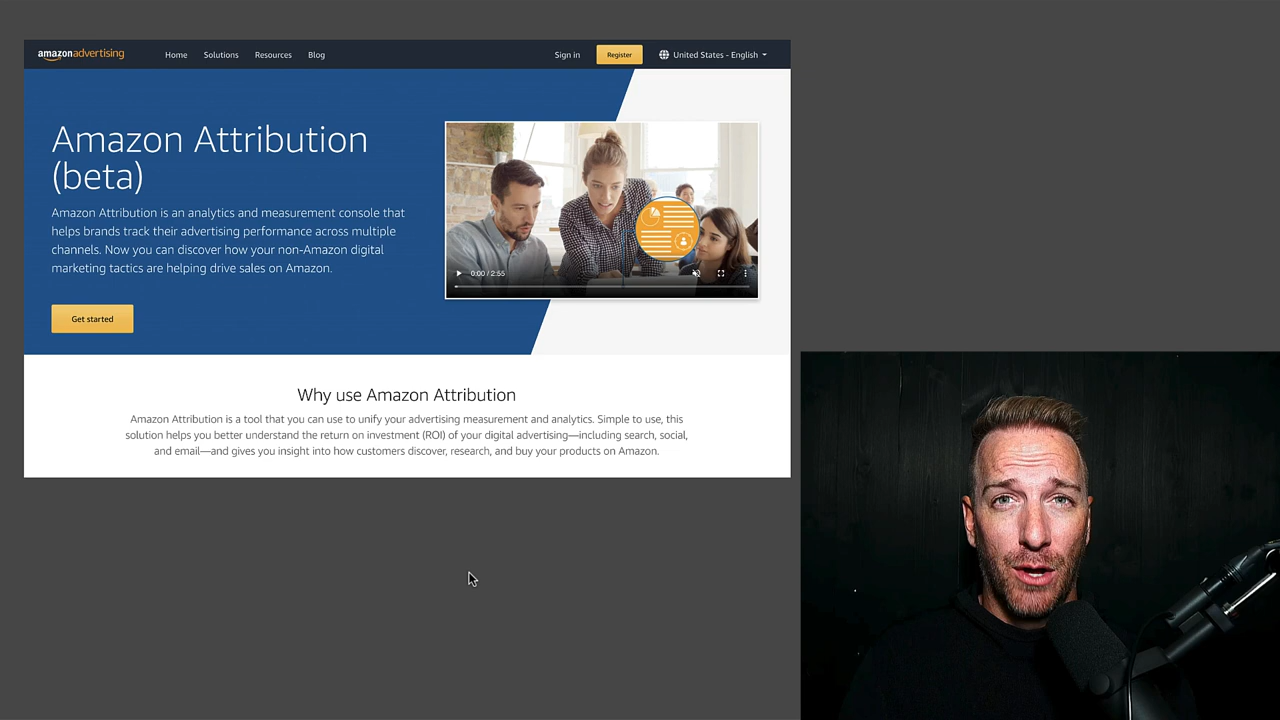 amazonadvertising
Home
Solutions
Resources
Blog
Sign in
Register
United States - English
Amazon Attribution
(beta)
Amazon Attribution is an analytics and measurement console that
helps brands track their advertising performance across multiple
channels. Now you can discover how your non-Amazon digital
marketing tactics are helping drive sales on Amazon.
0:00 / 2:55
Get started
Why use Amazon Attribution
Amazon Attribution is a tool that you can use to unify your advertising measurement and analytics. Simple to use, this
solution helps you better understand the return on investment (ROI) of your digital advertising—including search, social,
and email—and gives you insight into how customers discover, research, and buy your products on Amazon.